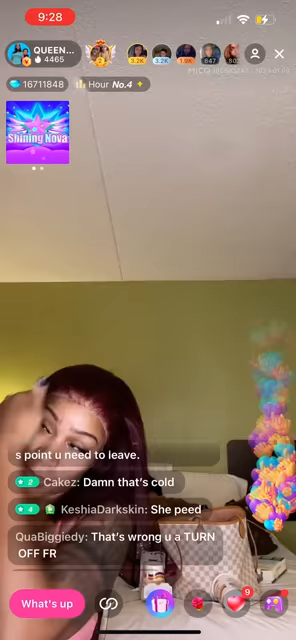 9:28
QUEEN...
4465
3.2K
3.2K
1.9K
847
16711848
Hour No.4 +
Shining Nova
s point u need to leave.
2 Cakez: Damn that's cold
4 KeshiaDarkskin: She peed
QuaBiggiedy: That's wrong u a TURN
OFF FR
What's up
9